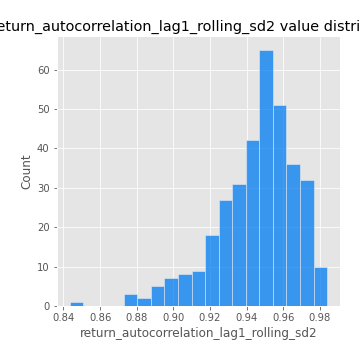 return_autocorrelation_lag1_rolling_sd2 value distri
Count
60
50
40
30
20
10
0
0.84 0.86 0.88 0.90 0.92 0.94 0.96 0.98
return_autocorrelation_lag1_rolling_sd2